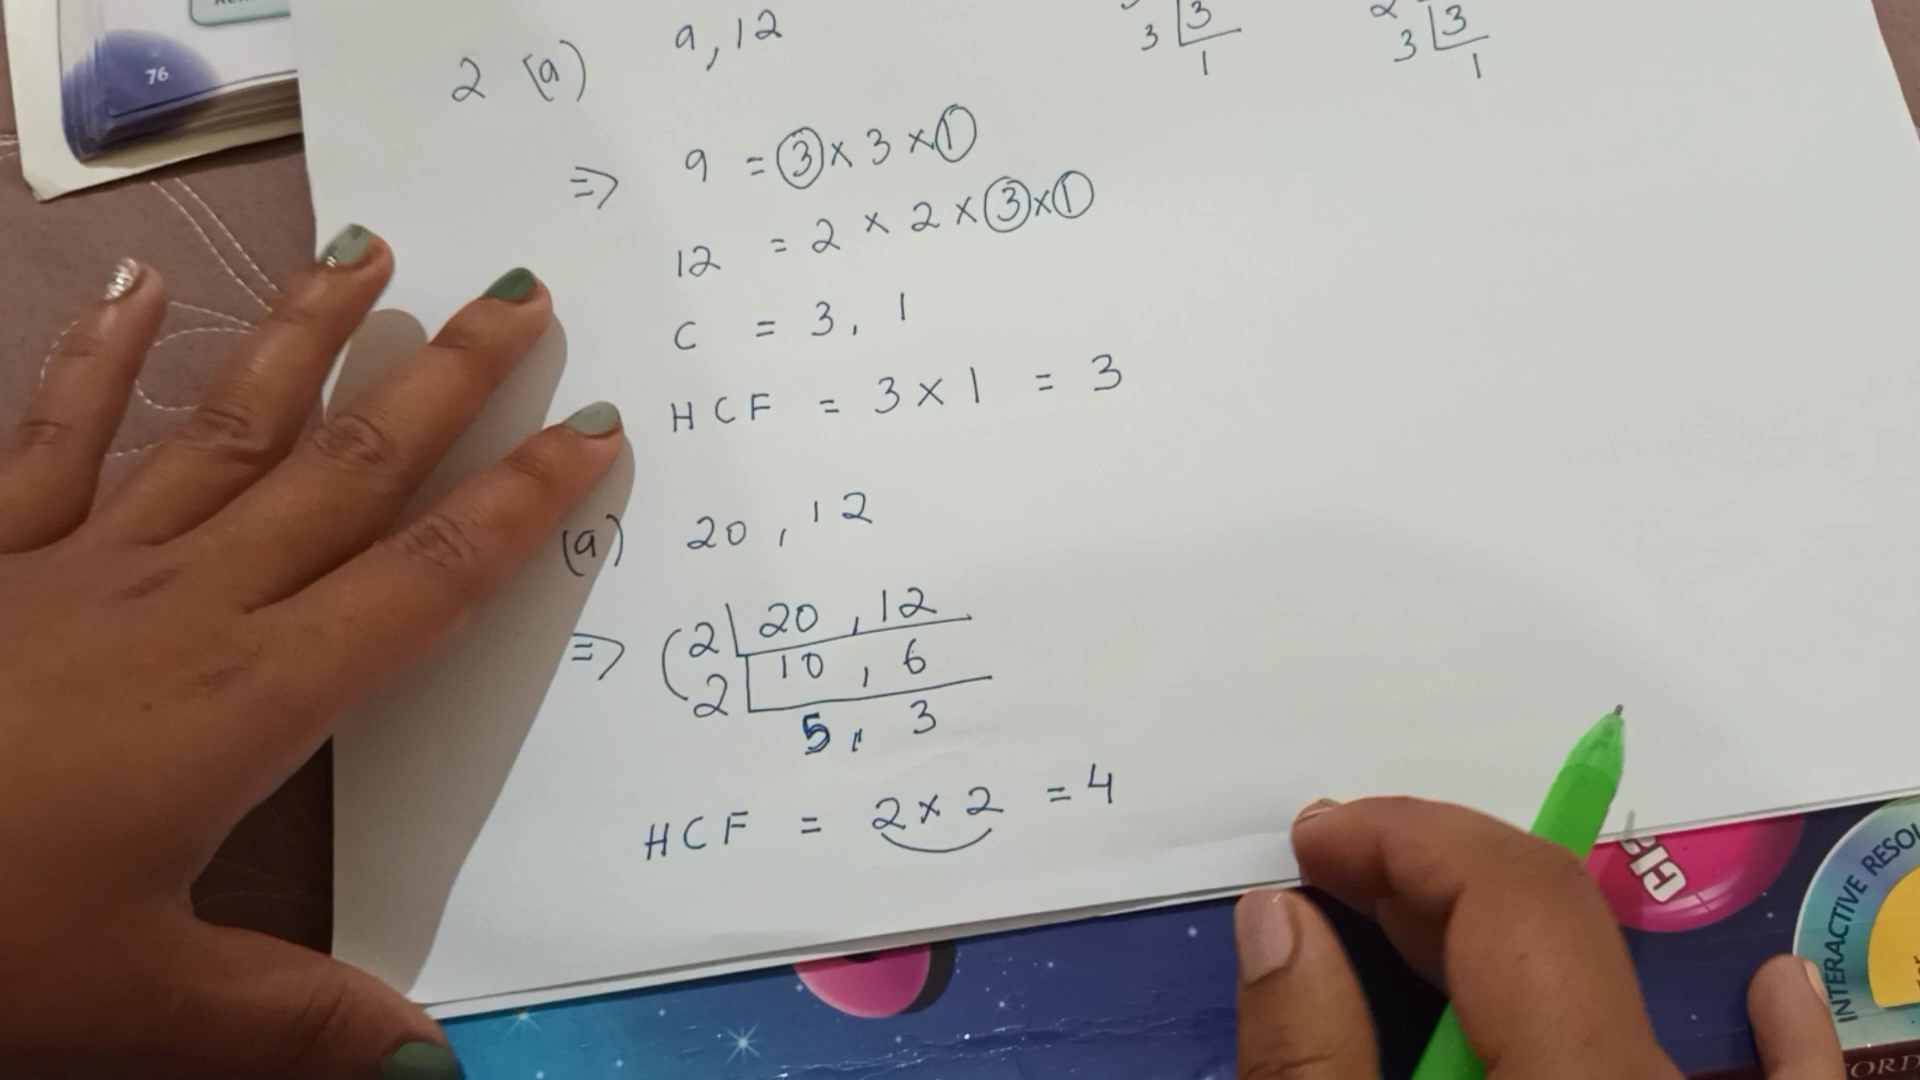 76
2 (a) 9, 12
3 | 3
1
3 | 3
1
=> 9 = 3 x 3 x 1
12 = 2 x 2 x 3 x 1
C = 3, 1
HCF = 3 x 1 = 3
(a) 20, 12
=> 2 | 20, 12
2 | 10, 6
5, 3
HCF = 2 x 2 = 4
INTERACTIVE